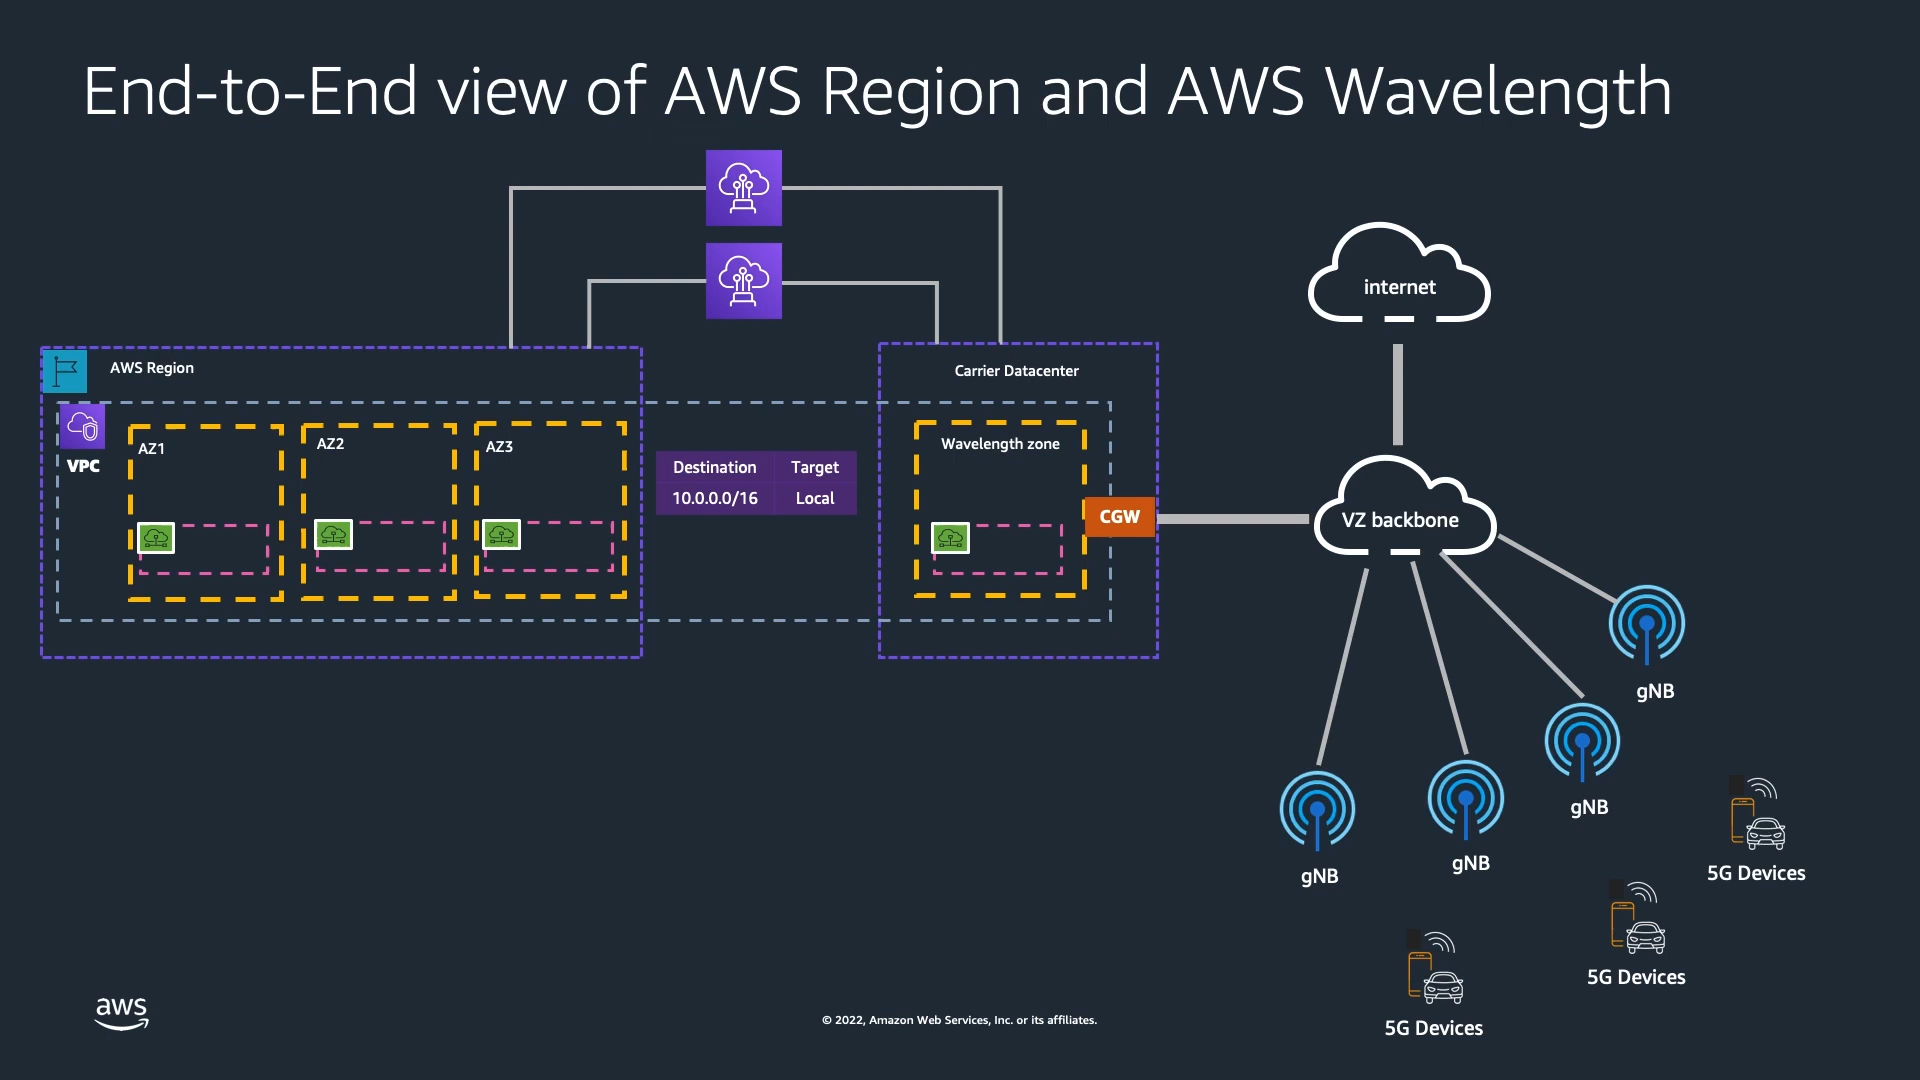 End-to-End view of AWS Region and AWS Wavelength
internet
AWS Region
Carrier Datacenter
VPC
AZ1
AZ2
AZ3
Destination Target
10.0.0.0/16 Local
Wavelength zone
CGW
VZ backbone
gNB
gNB
gNB
gNB
5G Devices
5G Devices
5G Devices
aws
© 2022, Amazon Web Services, Inc. or its affiliates.